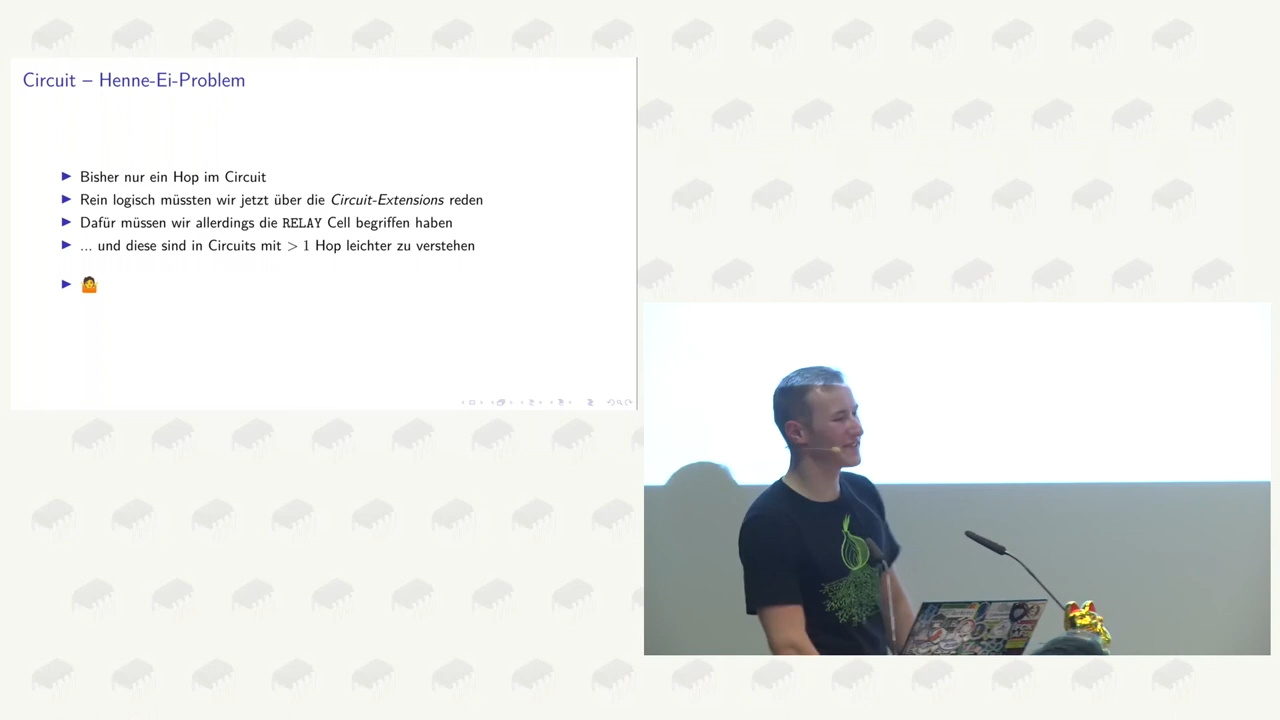 Circuit – Henne-Ei-Problem
Bisher nur ein Hop im Circuit
Rein logisch müssten wir jetzt über die Circuit-Extensions reden
Dafür müssen wir allerdings die RELAY Cell begriffen haben
... und diese sind in Circuits mit > 1 Hop leichter zu verstehen